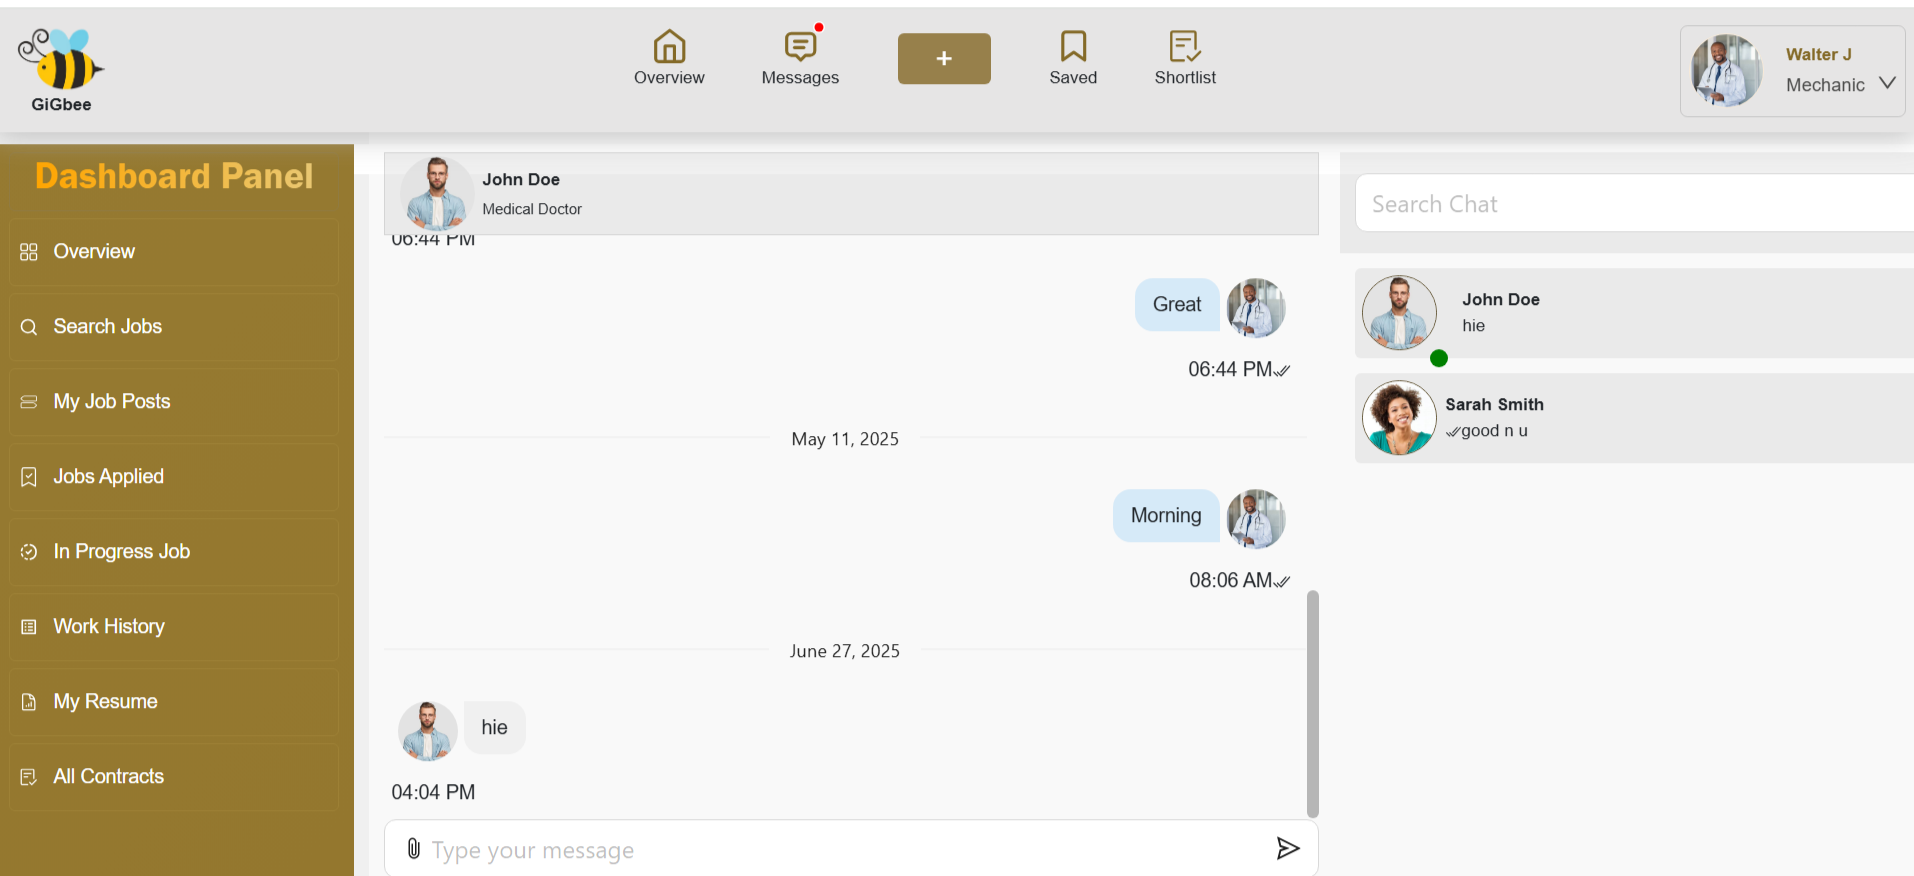 GiGbee
Overview
Messages
+
Saved
Shortlist
Walter J
Mechanic
Dashboard Panel
Overview
Search Jobs
My Job Posts
Jobs Applied
In Progress Job
Work History
My Resume
All Contracts
John Doe
Medical Doctor
06:44 PM
Great
06:44 PM
May 11, 2025
Morning
08:06 AM
June 27, 2025
hie
04:04 PM
Type your message
Search Chat
John Doe
hie
Sarah Smith
good n u